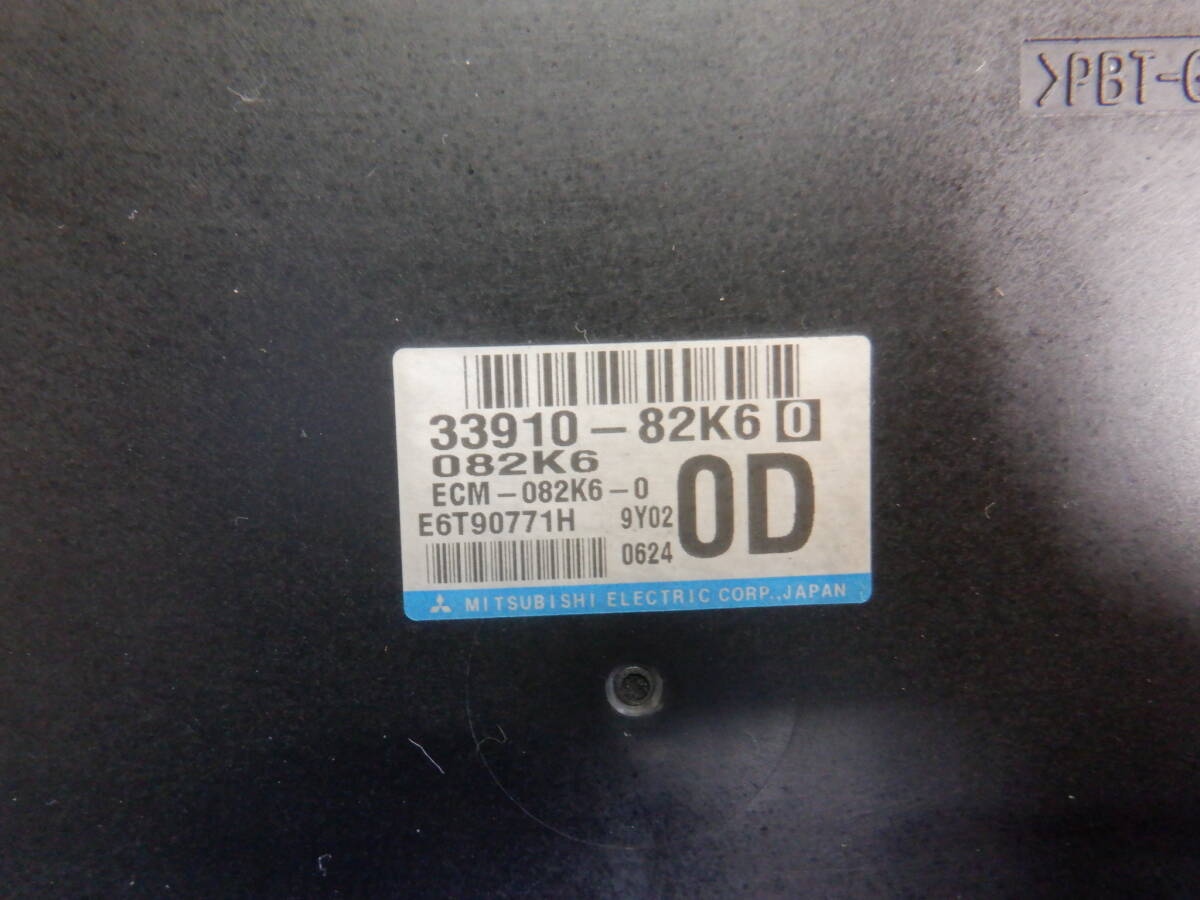 >PBT-G
33910-82K6 0
082K6
ECM-082K6-0
0D
E6T90771H 9Y02
0624
MITSUBISHI ELECTRIC CORP.,JAPAN